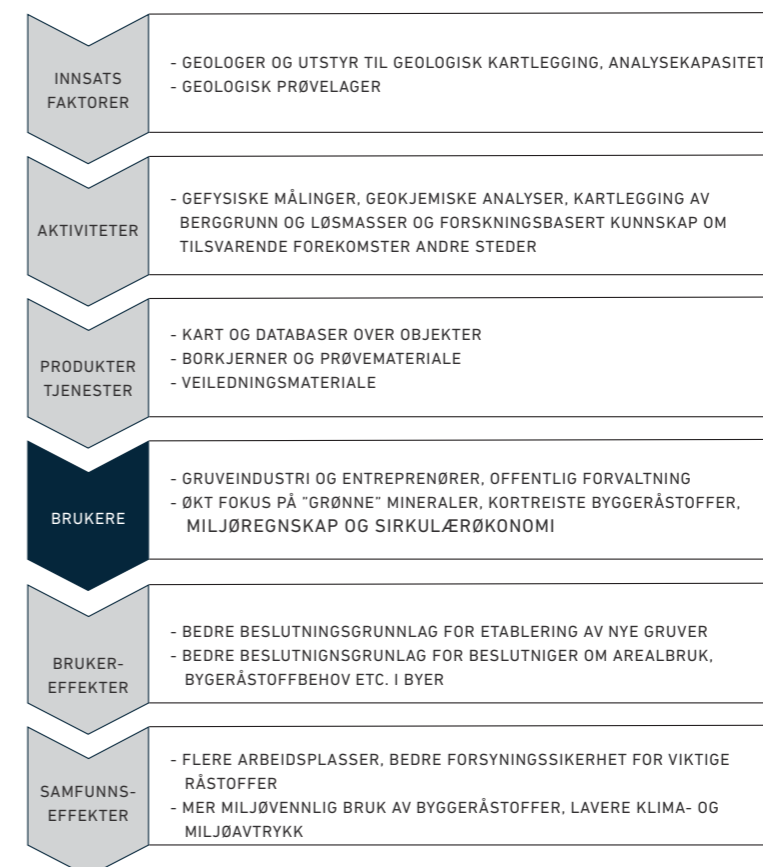 INNSATS
FAKTORER
- GEOLOGER OG UTSTYR TIL GEOLOGISK KARTLEGGING, ANALYSEKAPASITET
- GEOLOGISK PRØVELAGER
AKTIVITETER
- GEFYSISKE MÅLINGER, GEOKJEMISKE ANALYSER, KARTLEGGING AV
BERGGRUNN OG LØSMASSER OG FORSKNINGSBASERT KUNNSKAP OM
TILSVARENDE FOREKOMSTER ANDRE STEDER
PRODUKTER
TJENESTER
- KART OG DATABASER OVER OBJEKTER
- BORKJERNER OG PRØVEMATERIALE
- VEILEDNINGSMATERIALE
BRUKERE
- GRUVEINDUSTRI OG ENTREPRENØRER, OFFENTLIG FORVALTNING
- ØKT FOKUS PÅ "GRØNNE" MINERALER, KORTREISTE BYGGERÅSTOFFER,
MILJØREGNSKAP OG SIRKULÆRØKONOMI
BRUKER-
EFFEKTER
- BEDRE BESLUTNINGSGRUNNLAG FOR ETABLERING AV NYE GRUVER
- BEDRE BESLUTNIGNSGRUNLAG FOR BESLUTNIGER OM AREALBRUK,
BYGERÅSTOFFBEHOV ETC. I BYER
SAMFUNNS-
EFFEKTER
- FLERE ARBEIDSPLASSER, BEDRE FORSYNINGSSIKERHET FOR VIKTIGE
RÅSTOFFER
- MER MILJØVENNLIG BRUK AV BYGGERÅSTOFFER, LAVERE KLIMA- OG
MILJØAVTRYKK